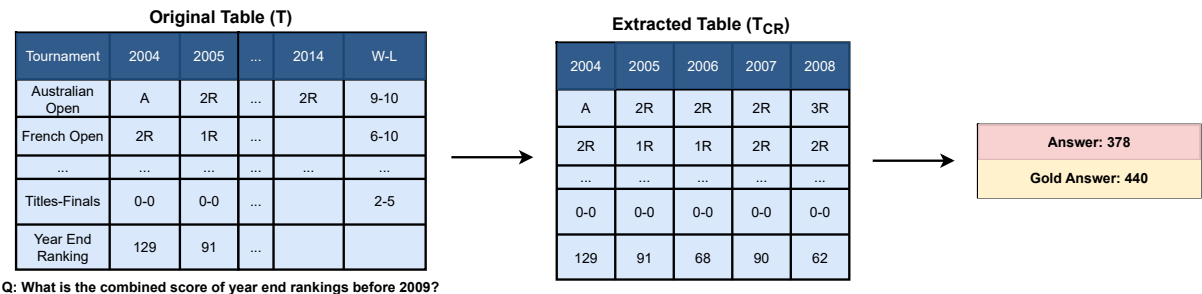 Original Table (T)
Tournament 2004 2005 ... 2014 W-L
Australian Open A 2R ... 2R 9-10
French Open 2R 1R ... 6-10
... ... ... ... ... ...
Titles-Finals 0-0 0-0 ... 2-5
Year End Ranking 129 91 ...
Q: What is the combined score of year end rankings before 2009?
Extracted Table (TCR)
2004 2005 2006 2007 2008
A 2R 2R 2R 3R
2R 1R 1R 2R 2R
... ... ... ... ...
0-0 0-0 0-0 0-0 0-0
129 91 68 90 62
Answer: 378
Gold Answer: 440